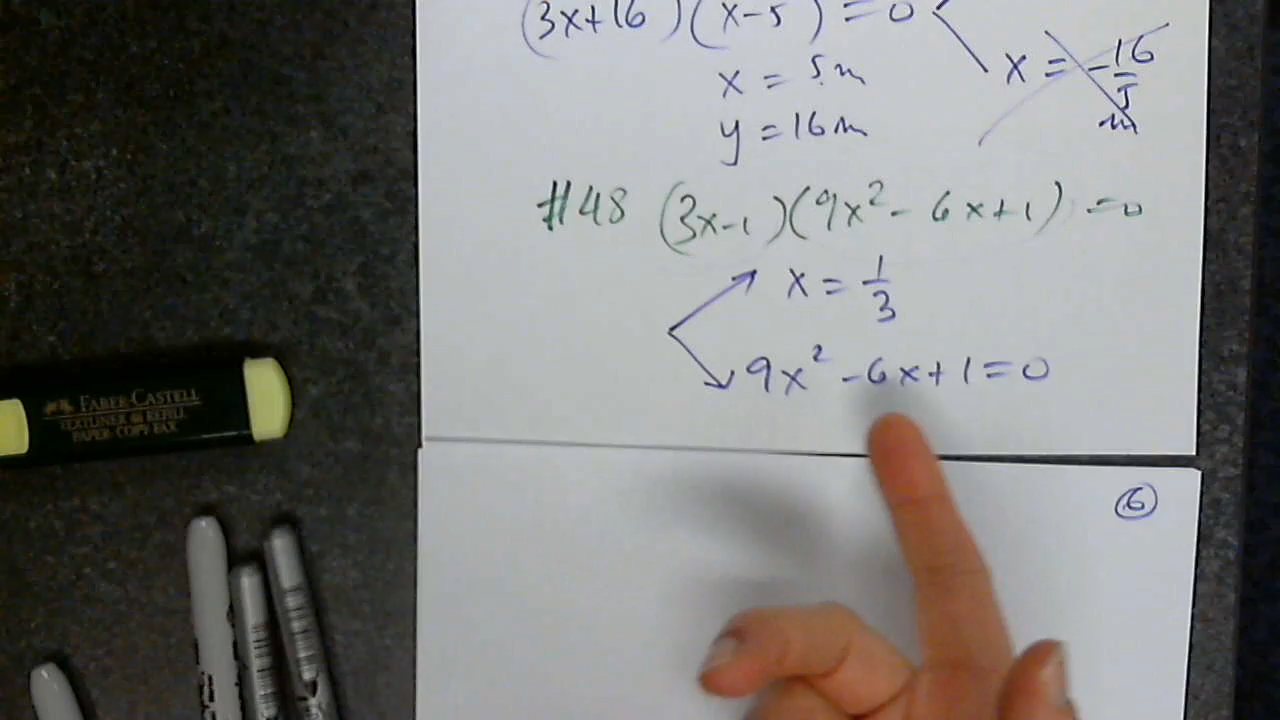 (3x+16)(x-5) = 0
x = 5m
x = -16/5 m
y = 16m
#48 (3x-1)(9x² - 6x+1) = 0
x = 1/3
9x² - 6x + 1 = 0
FABER-CASTELL
TEXTLINER 48 REFILL
PAPER·COPY·FAX
6